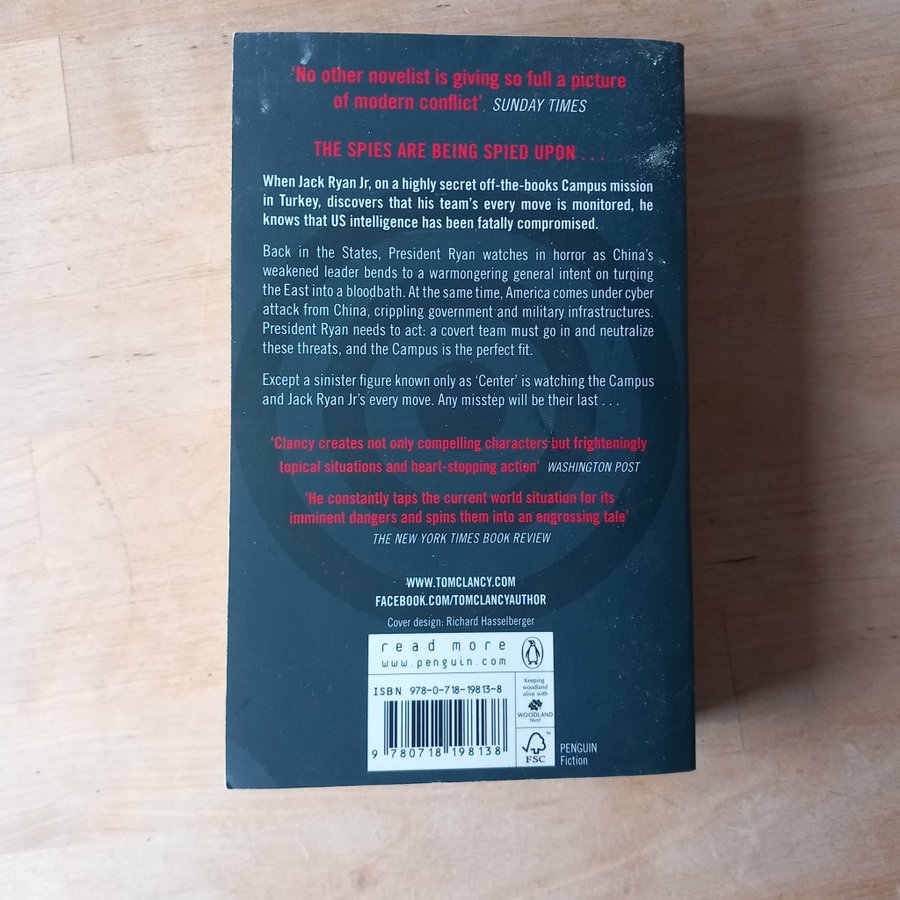 'No other novelist is giving so full a picture
of modern conflict' SUNDAY TIMES
THE SPIES ARE BEING SPIED UPON . . .
When Jack Ryan Jr, on a highly secret off-the-books Campus mission
in Turkey, discovers that his team's every move is monitored, he
knows that US intelligence has been fatally compromised.
Back in the States, President Ryan watches in horror as China's
weakened leader bends to a warmongering general intent on turning
the East into a bloodbath. At the same time, America comes under cyber
attack from China, crippling government and military infrastructures.
President Ryan needs to act: a covert team must go in and neutralize
these threats, and the Campus is the perfect fit.
Except a sinister figure known only as 'Center' is watching the Campus
and Jack Ryan Jr's every move. Any misstep will be their last . . .
'Clancy creates not only compelling characters but frighteningly
topical situations and heart-stopping action' WASHINGTON POST
'He constantly taps the current world situation for its
imminent dangers and spins them into an engrossing tale'
THE NEW YORK TIMES BOOK REVIEW
WWW.TOMCLANCY.COM
FACEBOOK.COM/TOMCLANCYAUTHOR
Cover design: Richard Hasselberger
read more
www.penguin.com
ISBN 978-0-718-19813-8
9 780718 198138
Keeping
woodland
alive with
WOODLAND
TRUST
FSC
PENGUIN
Fiction